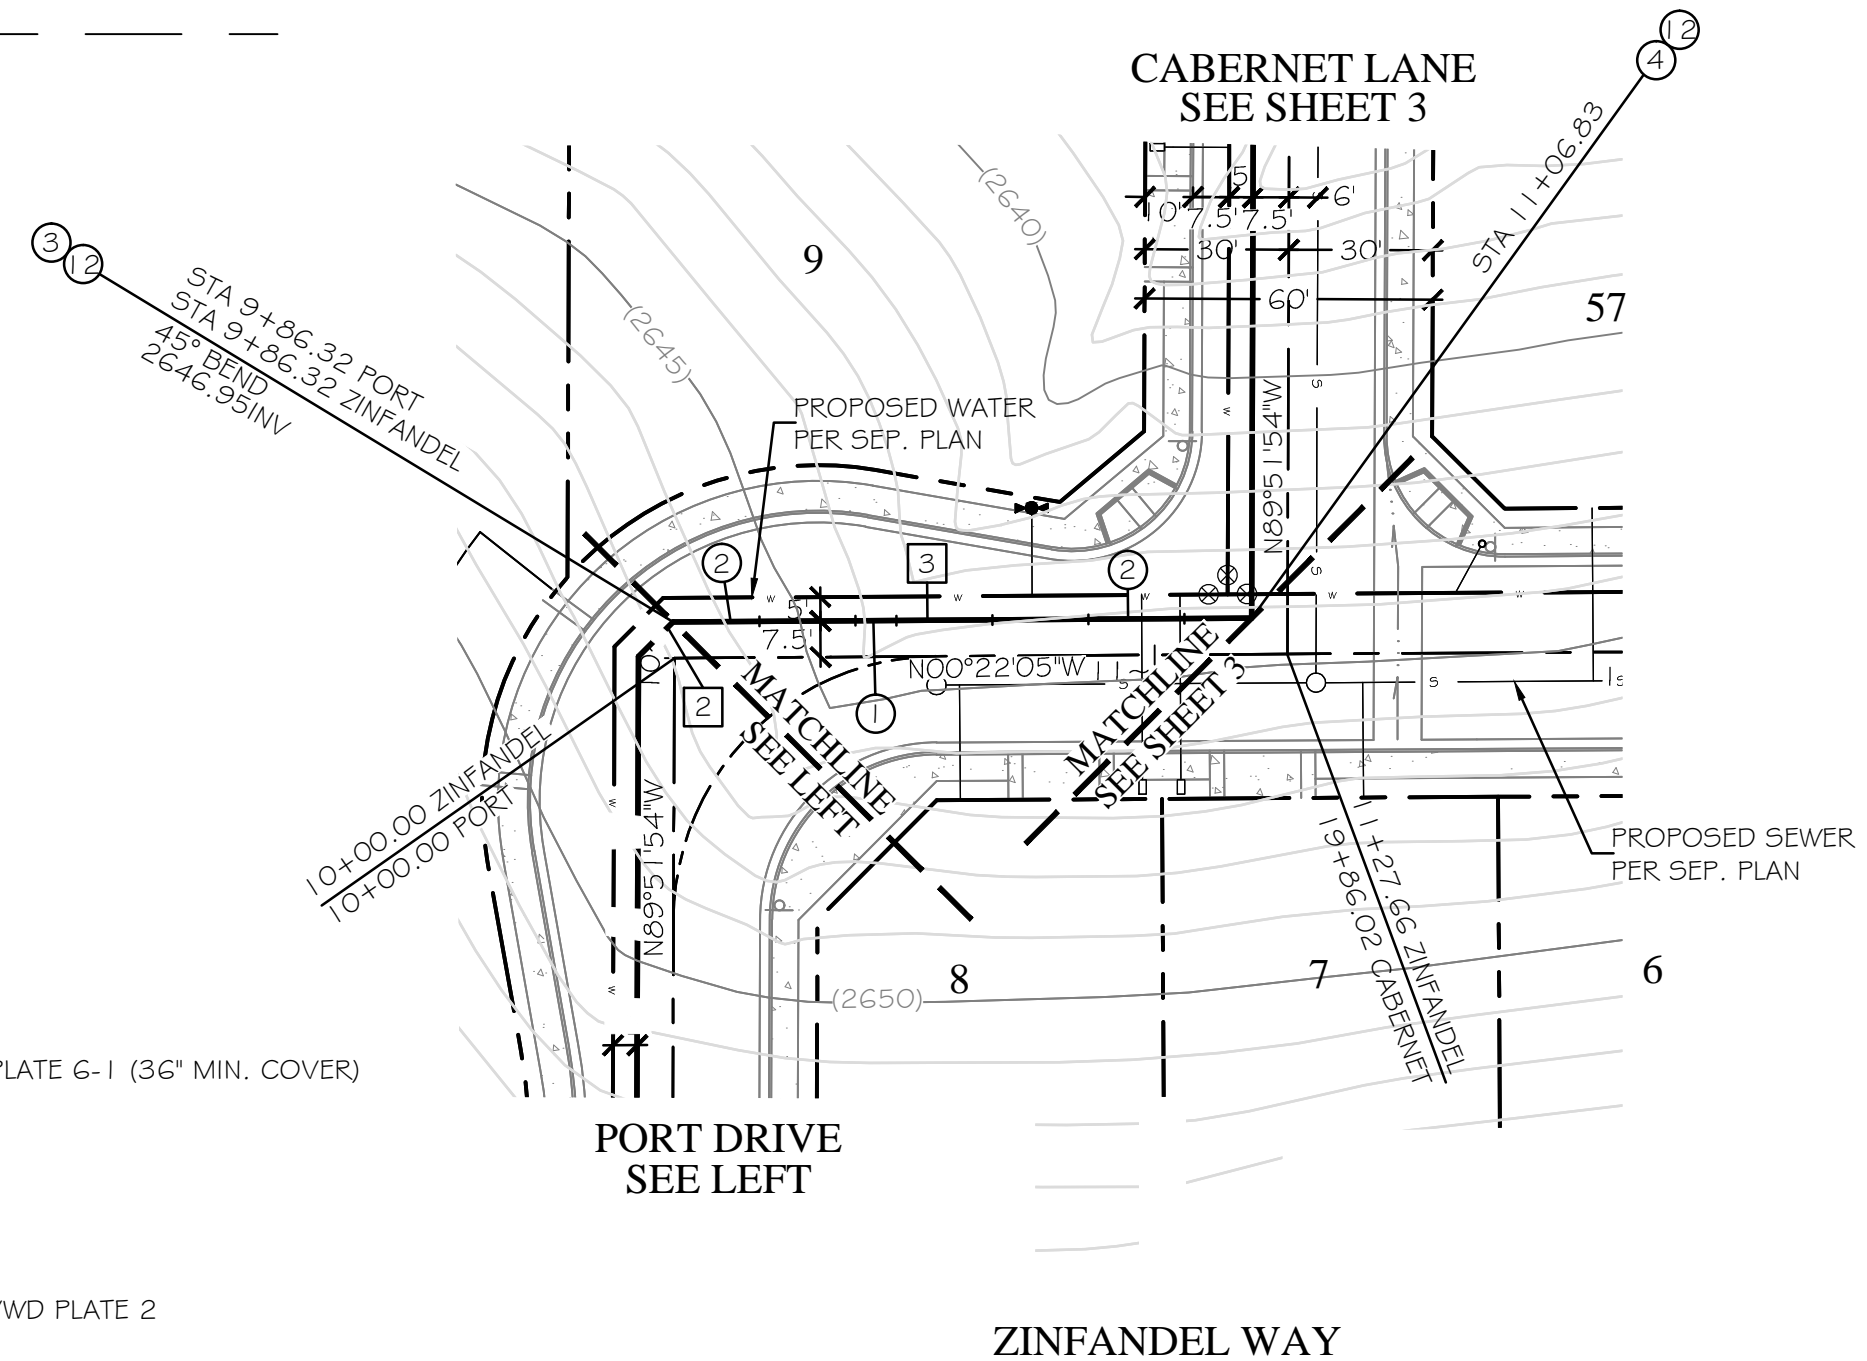 12
4
CABERNET LANE
SEE SHEET 3
STA 11+06.83
(2640)
5
6'
10'
7.5'
7.5'
30'
30'
60'
3
12
9
57
STA 9+86.32 PORT
STA 9+86.32 ZINFANDEL
45° BEND
2646.95INV
(2645)
PROPOSED WATER
PER SEP. PLAN
N89°51'54"W
S
W
S
2
3
2
W
W
W
W
W
5'
7.5'
10'
N00°22'05"W
S
S
2
1
MATCHLINE
SEE LEFT
MATCHLINE
SEE SHEET 3
10+00.00 ZINFANDEL
10+00.00 PORT
N89°51'54"W
W
W
11+27.66 ZINFANDEL
19+86.02 CABERNET
PROPOSED SEWER
PER SEP. PLAN
8
7
6
(2650)
PLATE 6-1 (36" MIN. COVER)
PORT DRIVE
SEE LEFT
WD PLATE 2
ZINFANDEL WAY